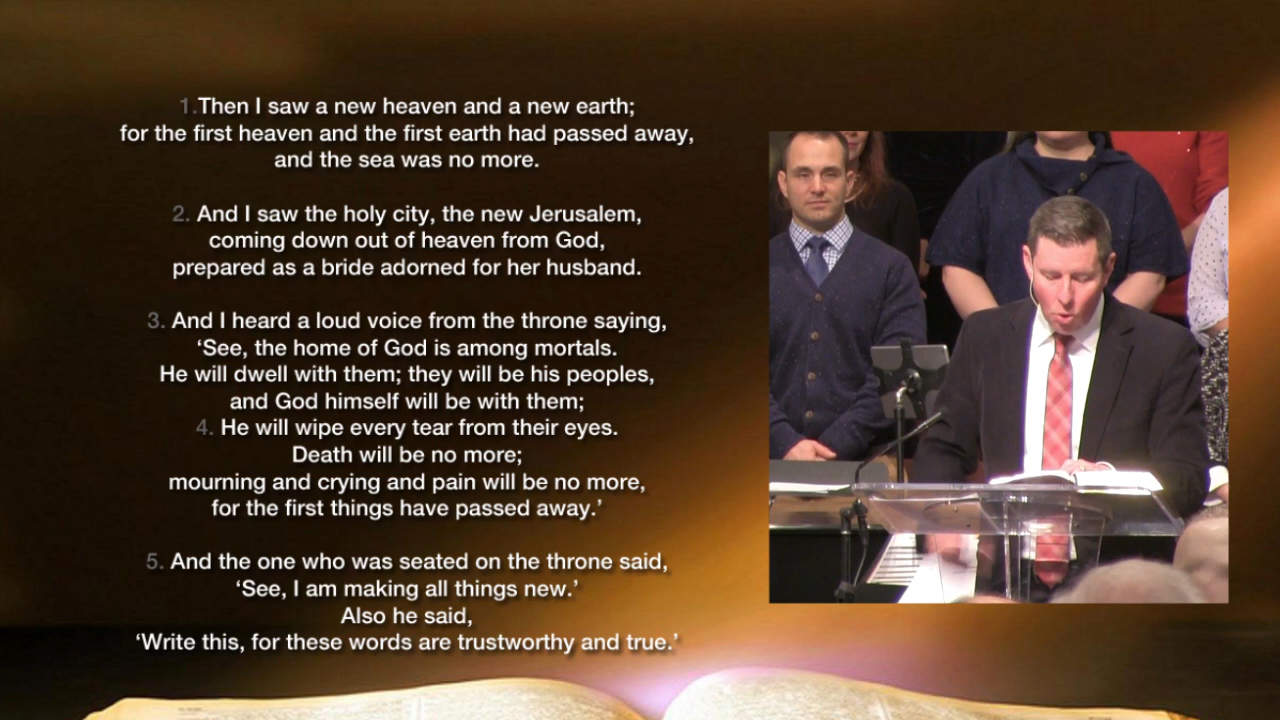 1.Then I saw a new heaven and a new earth;
for the first heaven and the first earth had passed away,
and the sea was no more.
2. And I saw the holy city, the new Jerusalem,
coming down out of heaven from God,
prepared as a bride adorned for her husband.
3. And I heard a loud voice from the throne saying,
‘See, the home of God is among mortals.
He will dwell with them; they will be his peoples,
and God himself will be with them;
4. He will wipe every tear from their eyes.
Death will be no more;
mourning and crying and pain will be no more,
for the first things have passed away.’
5. And the one who was seated on the throne said,
‘See, I am making all things new.’
Also he said,
‘Write this, for these words are trustworthy and true.’